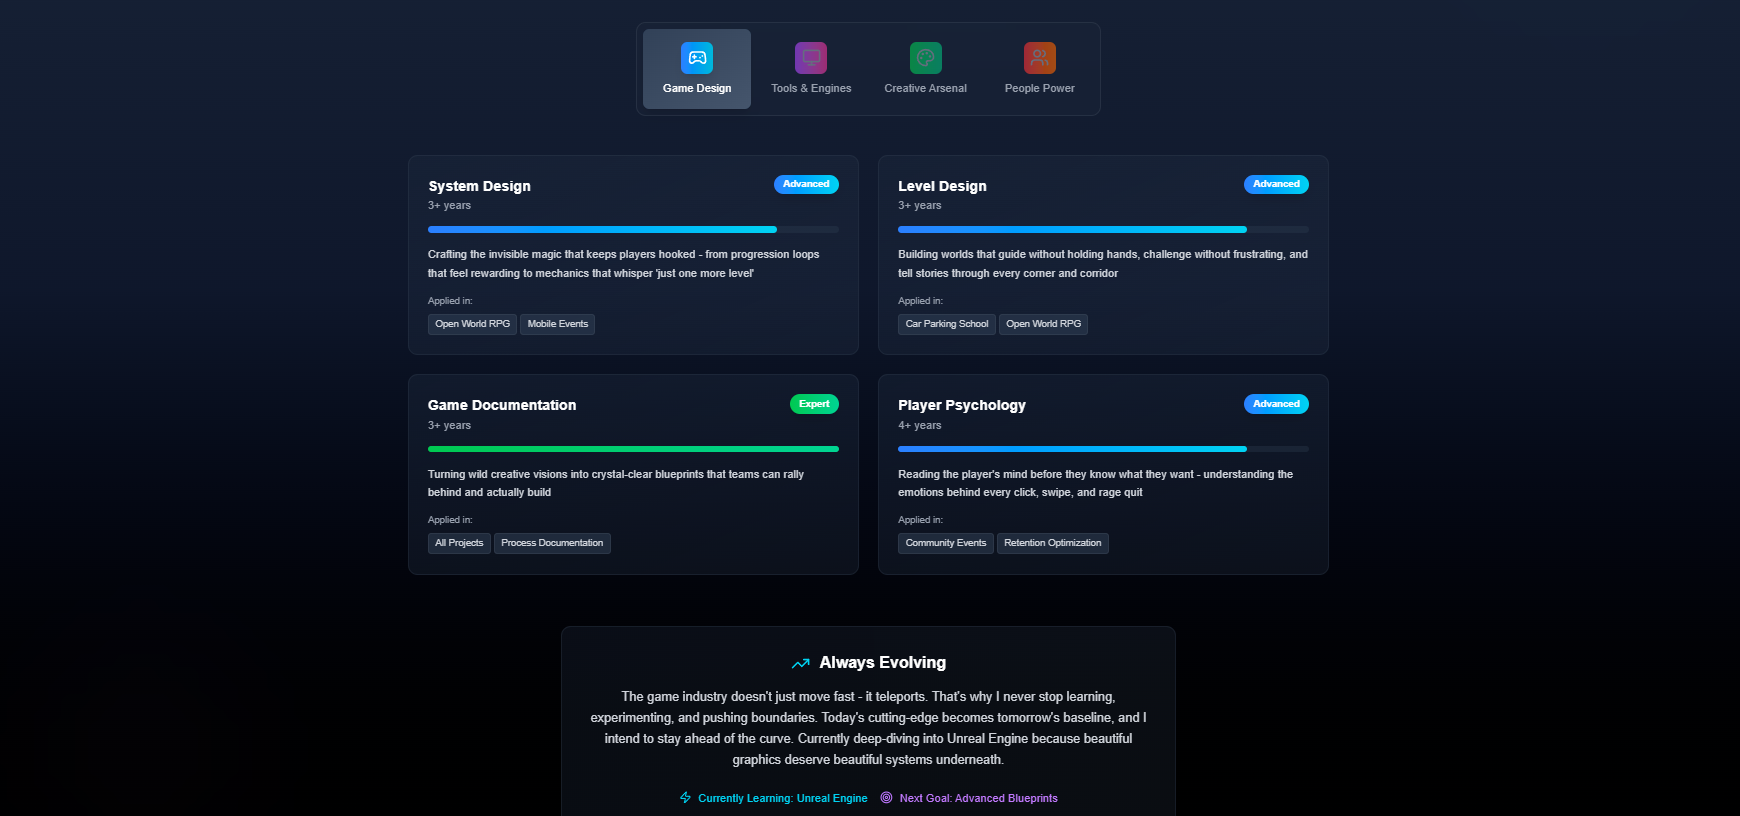 Game Design
Tools & Engines
Creative Arsenal
People Power
System Design
Advanced
3+ years
Crafting the invisible magic that keeps players hooked - from progression loops
that feel rewarding to mechanics that whisper 'just one more level'
Applied in:
Open World RPG
Mobile Events
Level Design
Advanced
3+ years
Building worlds that guide without holding hands, challenge without frustrating, and
tell stories through every corner and corridor
Applied in:
Car Parking School
Open World RPG
Game Documentation
Expert
3+ years
Turning wild creative visions into crystal-clear blueprints that teams can rally
behind and actually build
Applied in:
All Projects
Process Documentation
Player Psychology
Advanced
4+ years
Reading the player's mind before they know what they want - understanding the
emotions behind every click, swipe, and rage quit
Applied in:
Community Events
Retention Optimization
Always Evolving
The game industry doesn't just move fast - it teleports. That's why I never stop learning,
experimenting, and pushing boundaries. Today's cutting-edge becomes tomorrow's baseline, and I
intend to stay ahead of the curve. Currently deep-diving into Unreal Engine because beautiful
graphics deserve beautiful systems underneath.
Currently Learning: Unreal Engine
Next Goal: Advanced Blueprints